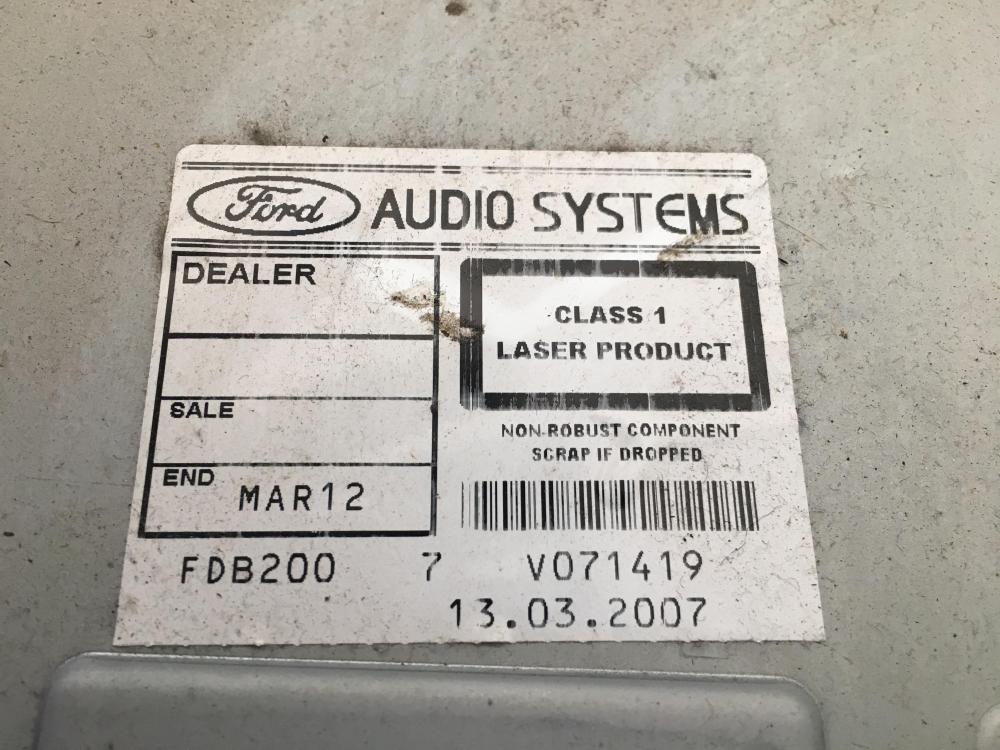 Ford AUDIO SYSTEMS
DEALER
CLASS 1
LASER PRODUCT
SALE
NON-ROBUST COMPONENT
SCRAP IF DROPPED
END MAR12
FDB200 7 V071419
13.03.2007